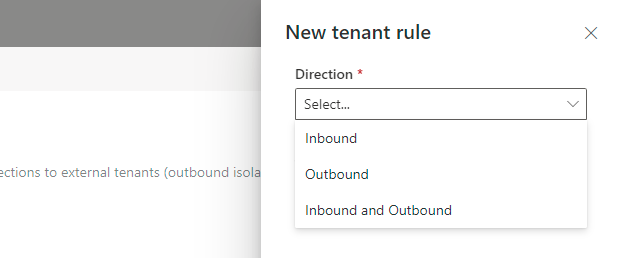 New tenant rule
Direction *
Select...
Inbound
ections to external tenants (outbound isola
Outbound
Inbound and Outbound